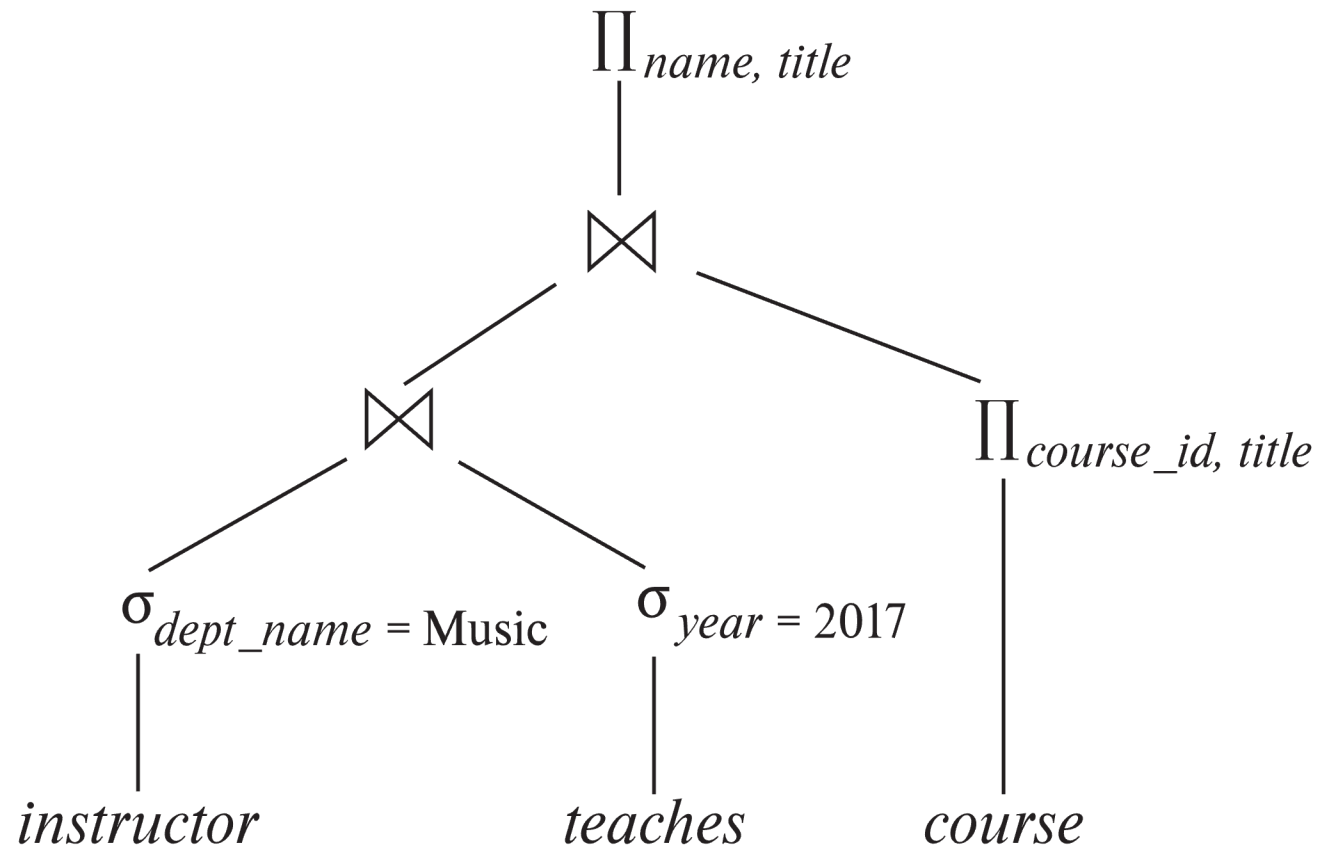 ∏ name, title
⋈
⋈
∏ course_id, title
σ dept_name = Music
σ year = 2017
instructor
teaches
course